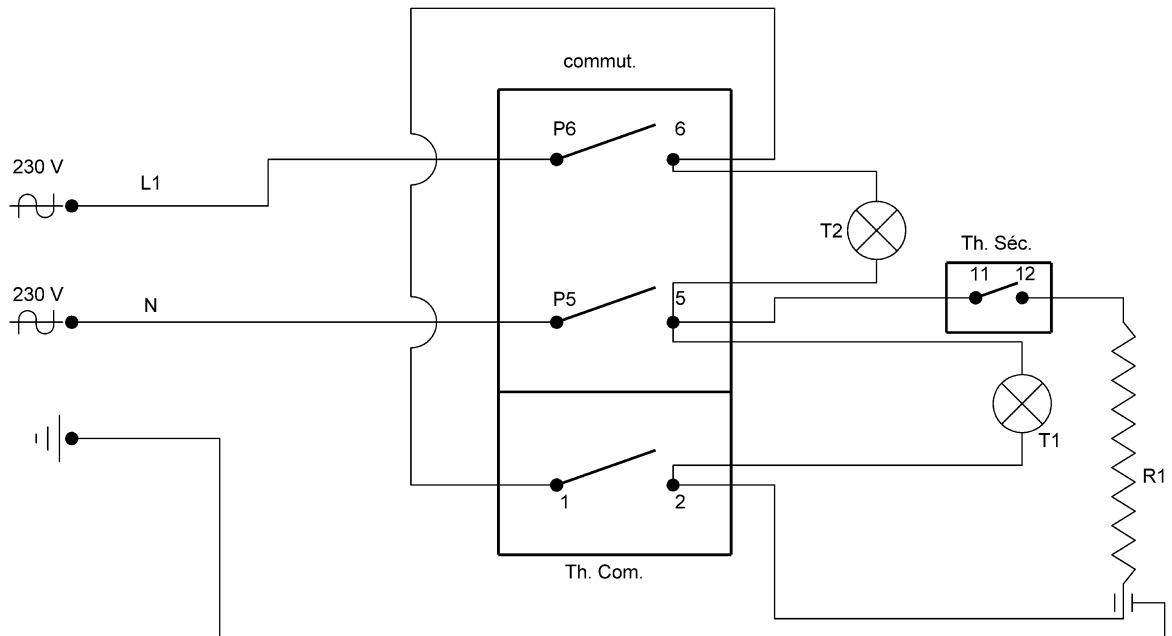 commut.
P6
6
230 V
L1
T2
Th. Séc.
11
12
230 V
N
P5
5
T1
R1
1
2
Th. Com.